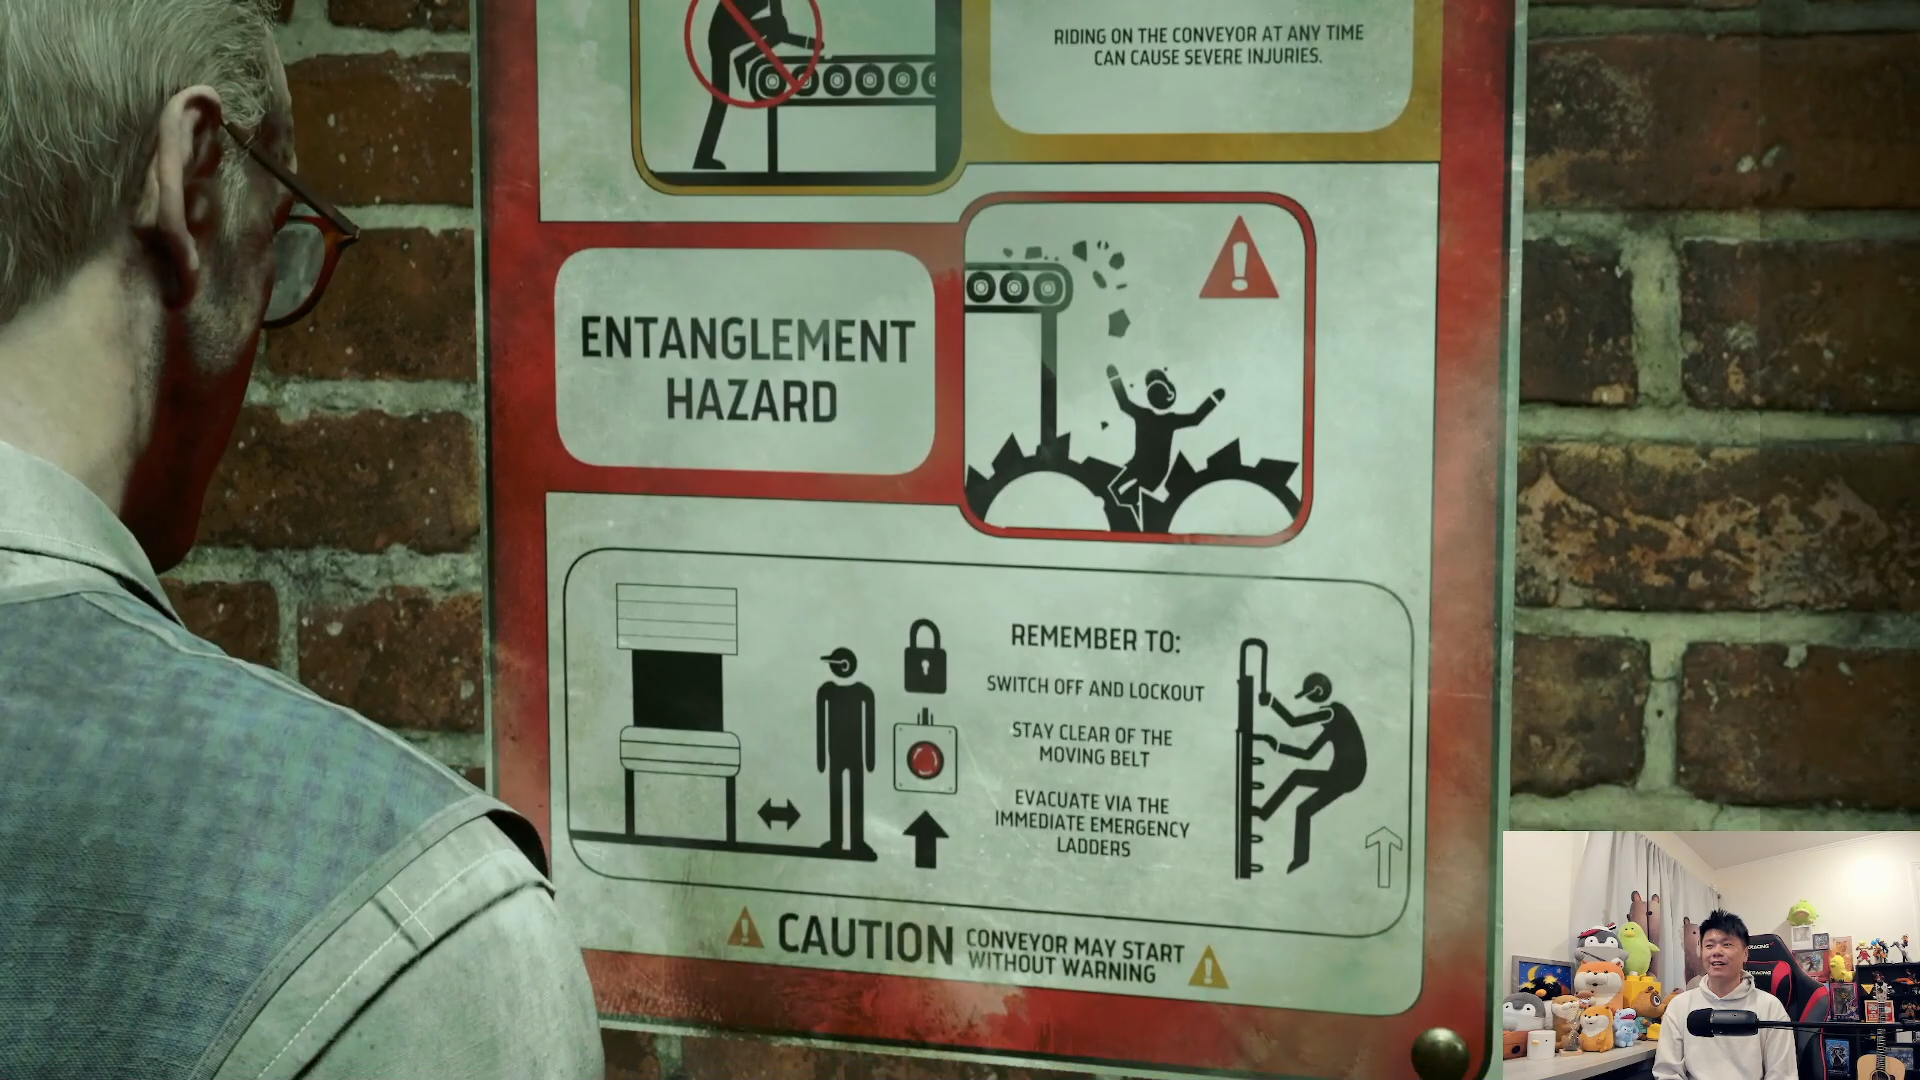 RIDING ON THE CONVEYOR AT ANY TIME
CAN CAUSE SEVERE INJURIES.
ENTANGLEMENT
HAZARD
REMEMBER TO:
SWITCH OFF AND LOCKOUT
STAY CLEAR OF THE
MOVING BELT
EVACUATE VIA THE
IMMEDIATE EMERGENCY
LADDERS
CAUTION
CONVEYOR MAY START
WITHOUT WARNING